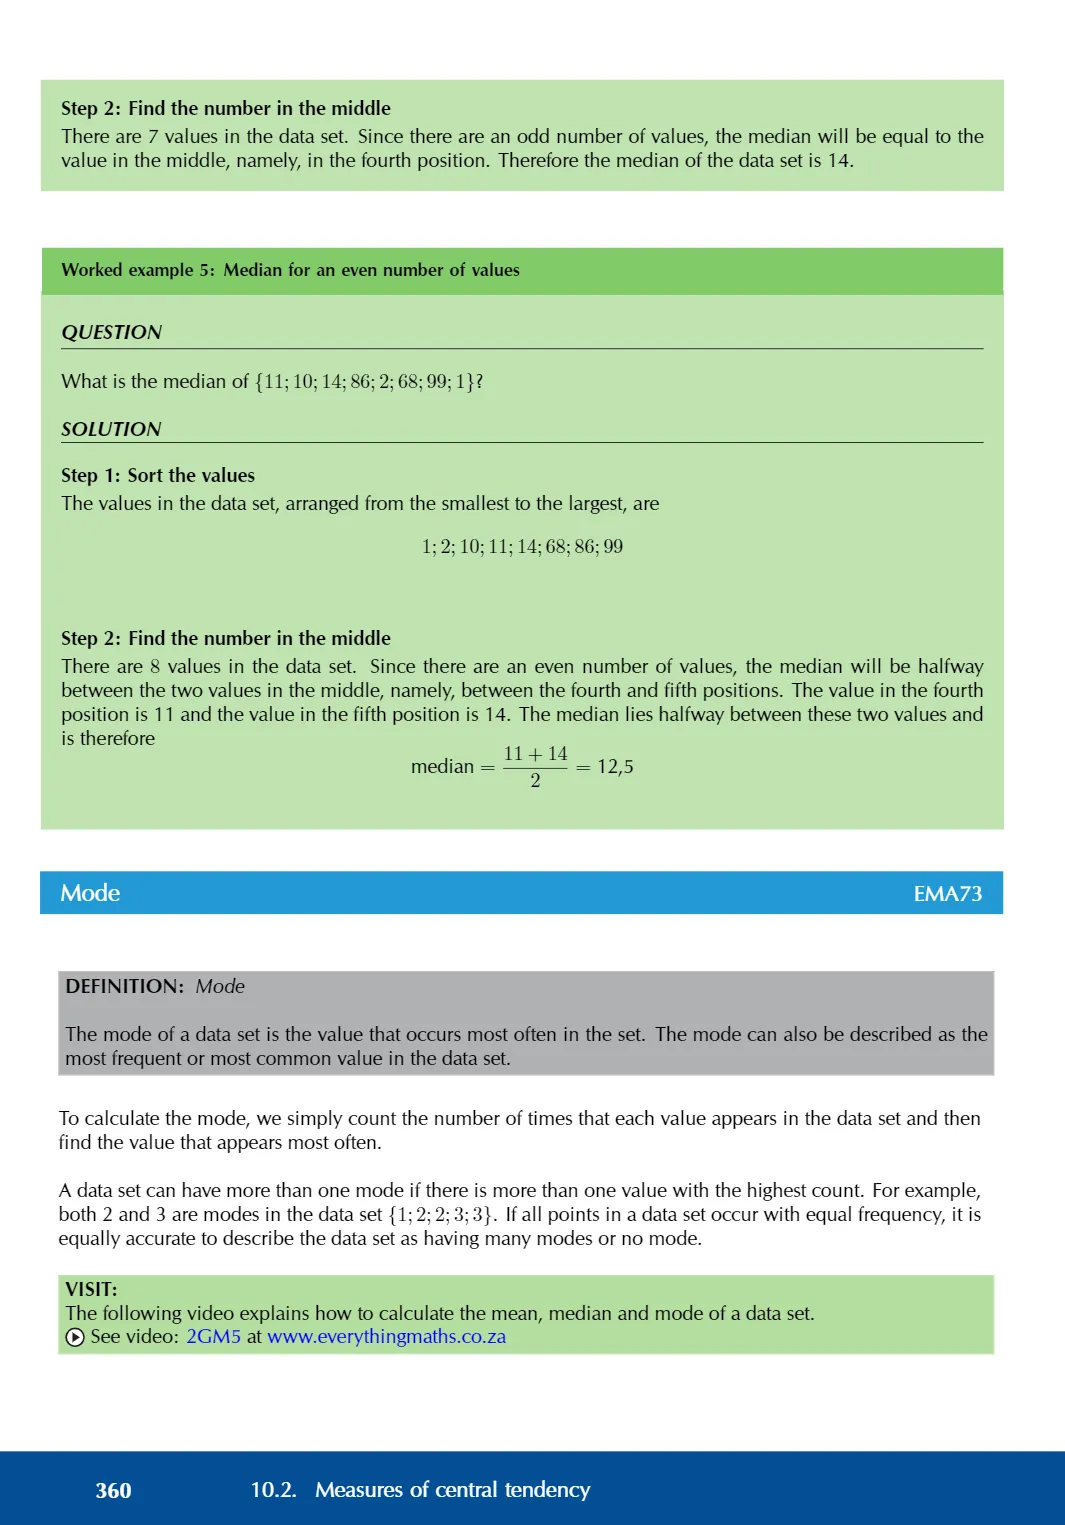 Step 2: Find the number in the middle
There are 7 values in the data set. Since there are an odd number of values, the median will be equal to the
value in the middle, namely, in the fourth position. Therefore the median of the data set is 14.
Worked example 5: Median for an even number of values
QUESTION
What is the median of {11; 10; 14; 86; 2; 68; 99; 1}?
SOLUTION
Step 1: Sort the values
The values in the data set, arranged from the smallest to the largest, are
1; 2; 10; 11; 14; 68; 86; 99
Step 2: Find the number in the middle
There are 8 values in the data set. Since there are an even number of values, the median will be halfway
between the two values in the middle, namely, between the fourth and fifth positions. The value in the fourth
position is 11 and the value in the fifth position is 14. The median lies halfway between these two values and
is therefore
median = \frac{11 + 14}{2} = 12,5
Mode EMA73
DEFINITION: Mode
The mode of a data set is the value that occurs most often in the set. The mode can also be described as the
most frequent or most common value in the data set.
To calculate the mode, we simply count the number of times that each value appears in the data set and then
find the value that appears most often.
A data set can have more than one mode if there is more than one value with the highest count. For example,
both 2 and 3 are modes in the data set {1; 2; 2; 3; 3}. If all points in a data set occur with equal frequency, it is
equally accurate to describe the data set as having many modes or no mode.
VISIT:
The following video explains how to calculate the mean, median and mode of a data set.
See video: 2GM5 at www.everythingmaths.co.za
360 10.2. Measures of central tendency